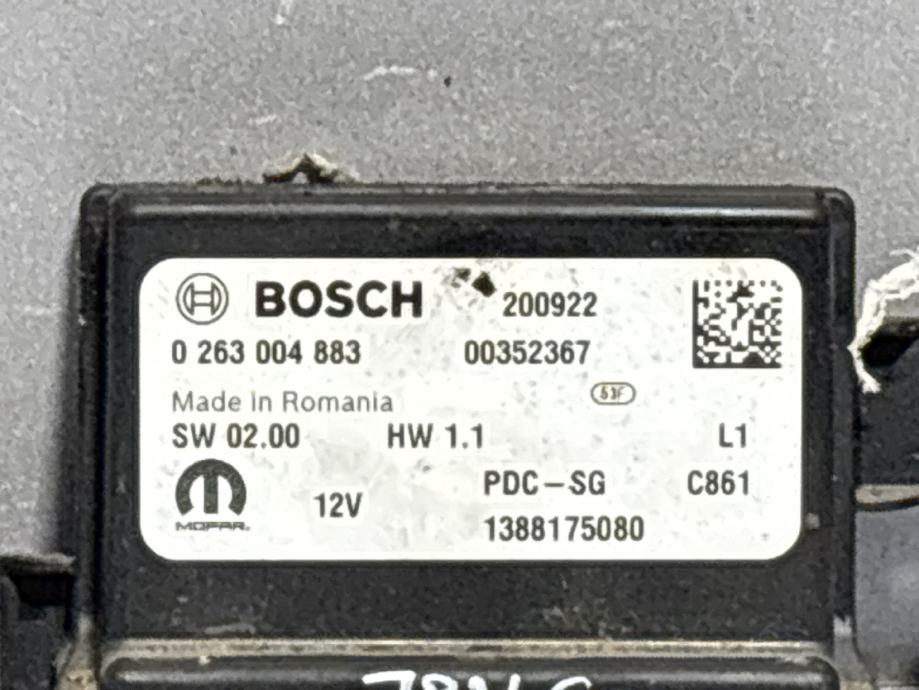 BOSCH 200922
0 263 004 883 00352367
Made in Romania
SW 02.00 HW 1.1 L1
PDC-SG C861
MOPAR 12V
1388175080